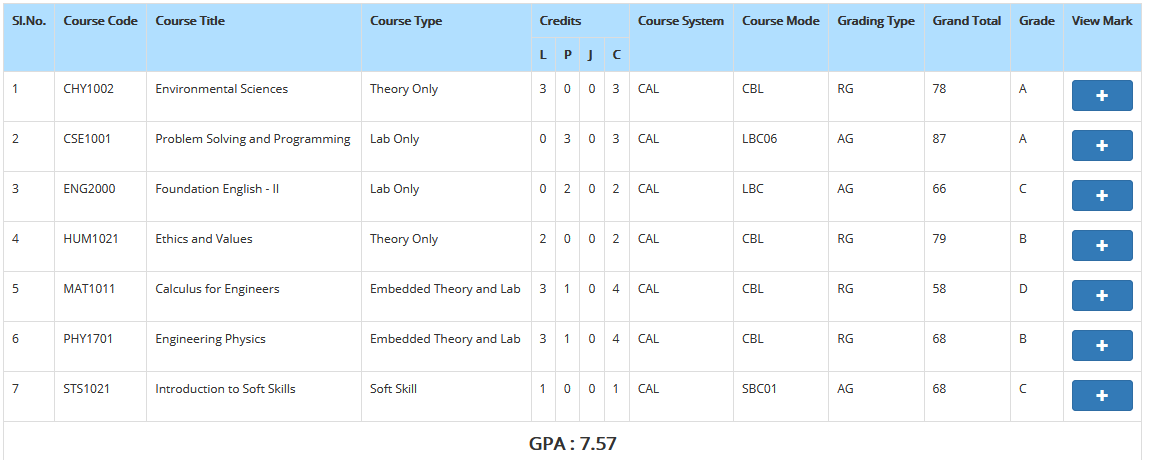 Sl.No. Course Code Course Title Course Type Credits Course System Course Mode Grading Type Grand Total Grade View Mark
L P J C
1 CHY1002 Environmental Sciences Theory Only 3 0 0 3 CAL CBL RG 78 A
2 CSE1001 Problem Solving and Programming Lab Only 0 3 0 3 CAL LBC06 AG 87 A
3 ENG2000 Foundation English - II Lab Only 0 2 0 2 CAL LBC AG 66 C
4 HUM1021 Ethics and Values Theory Only 2 0 0 2 CAL CBL RG 79 B
5 MAT1011 Calculus for Engineers Embedded Theory and Lab 3 1 0 4 CAL CBL RG 58 D
6 PHY1701 Engineering Physics Embedded Theory and Lab 3 1 0 4 CAL CBL RG 68 B
7 STS1021 Introduction to Soft Skills Soft Skill 1 0 0 1 CAL SBC01 AG 68 C
GPA : 7.57